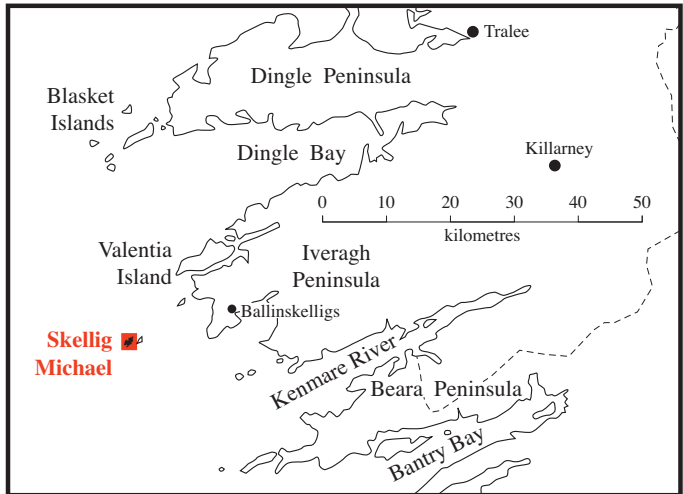 Tralee
Dingle Peninsula
Blasket
Islands
Dingle Bay
Killarney
0 10 20 30 40 50
kilometres
Valentia
Island
Iveragh
Peninsula
Ballinskelligs
Skellig
Michael
Kenmare River
Beara Peninsula
Bantry Bay